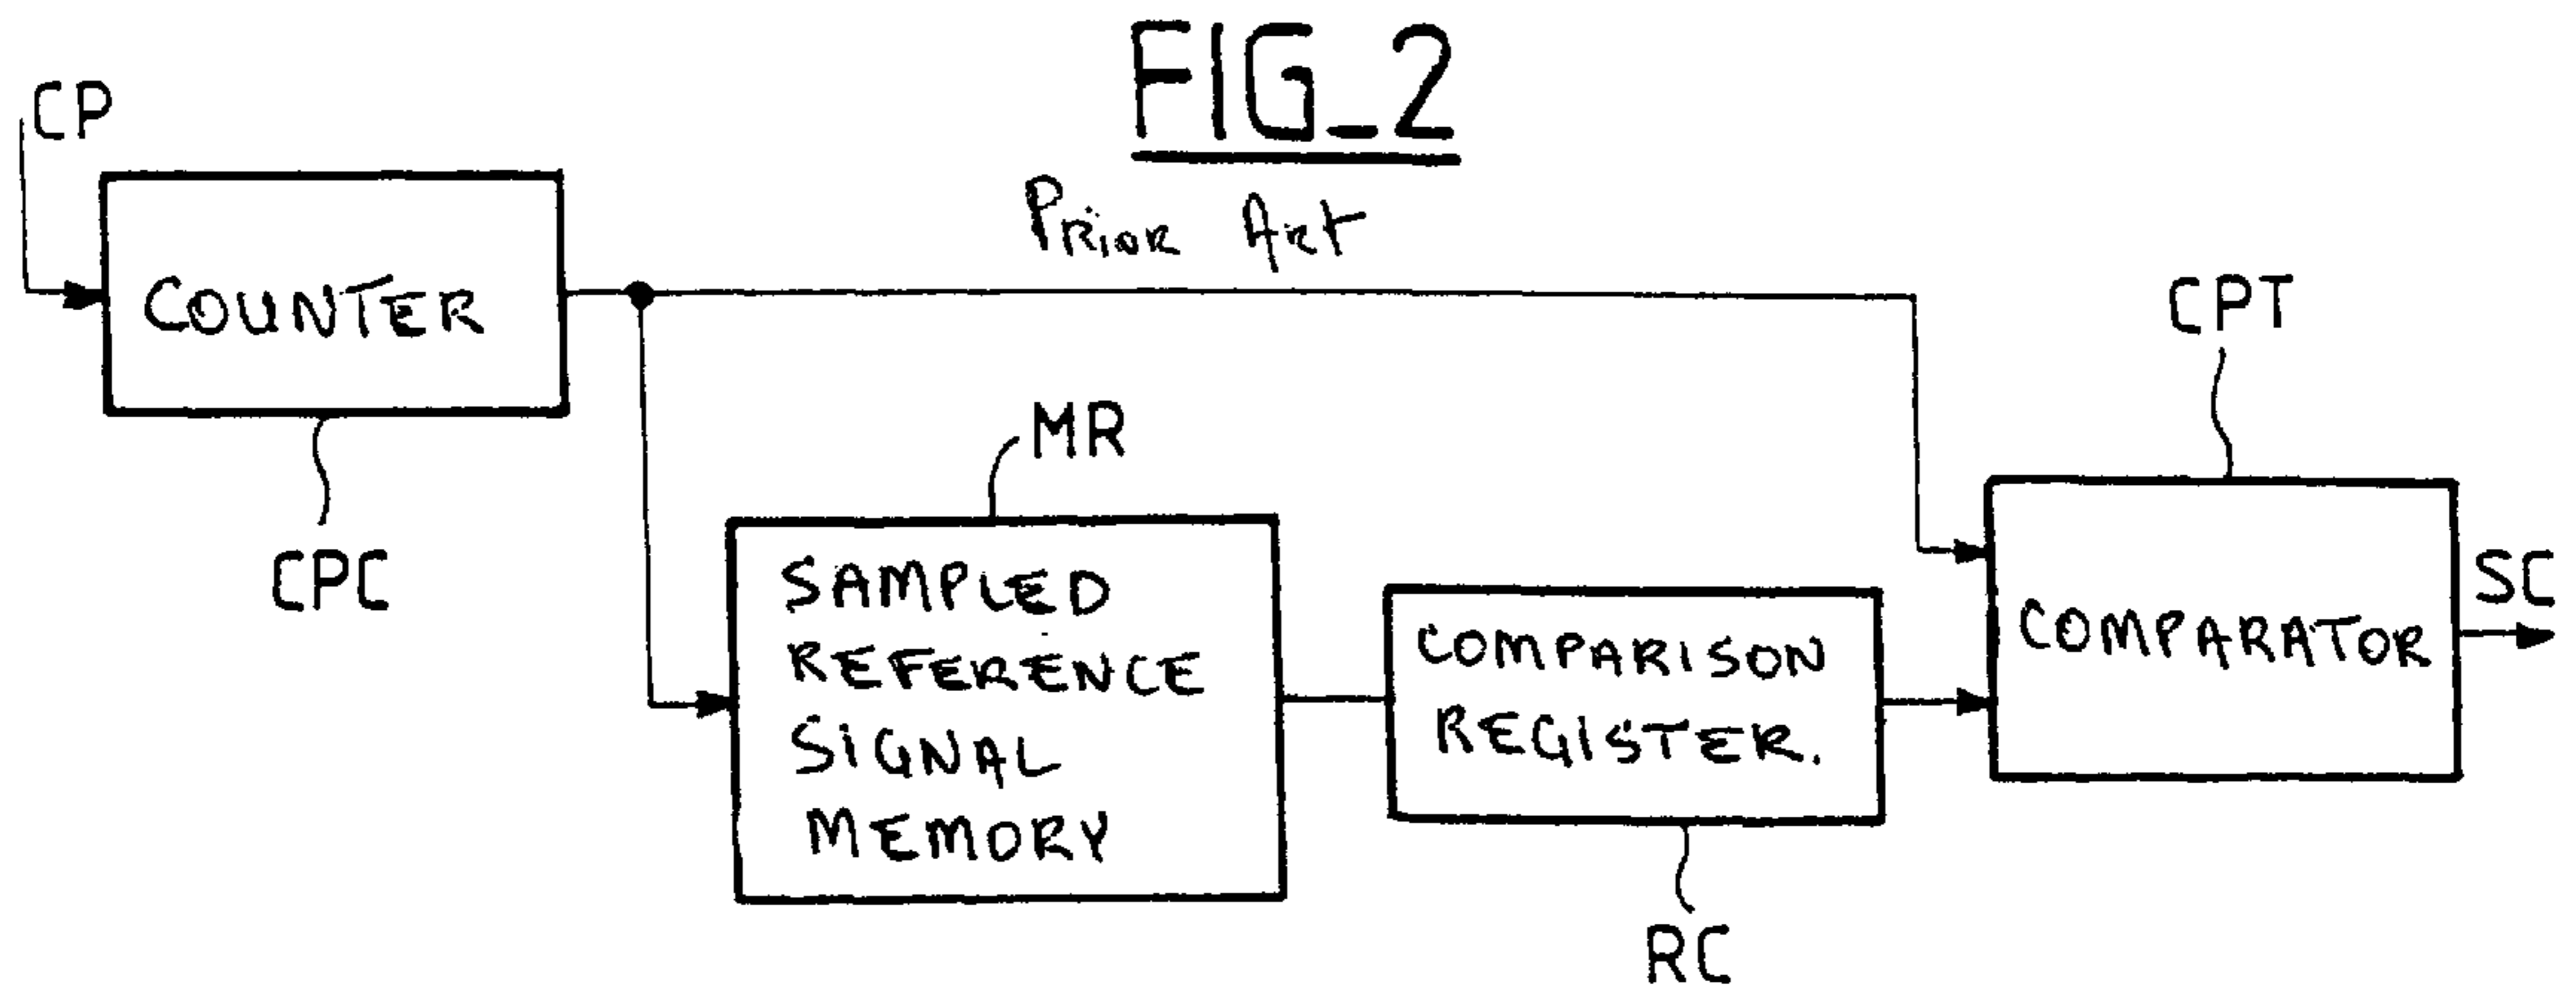 FIG_2
Prior Art
CP
COUNTER
CPC
MR
SAMPLED
REFERENCE
SIGNAL
MEMORY
COMPARISON
REGISTER.
RC
CPT
COMPARATOR
SC